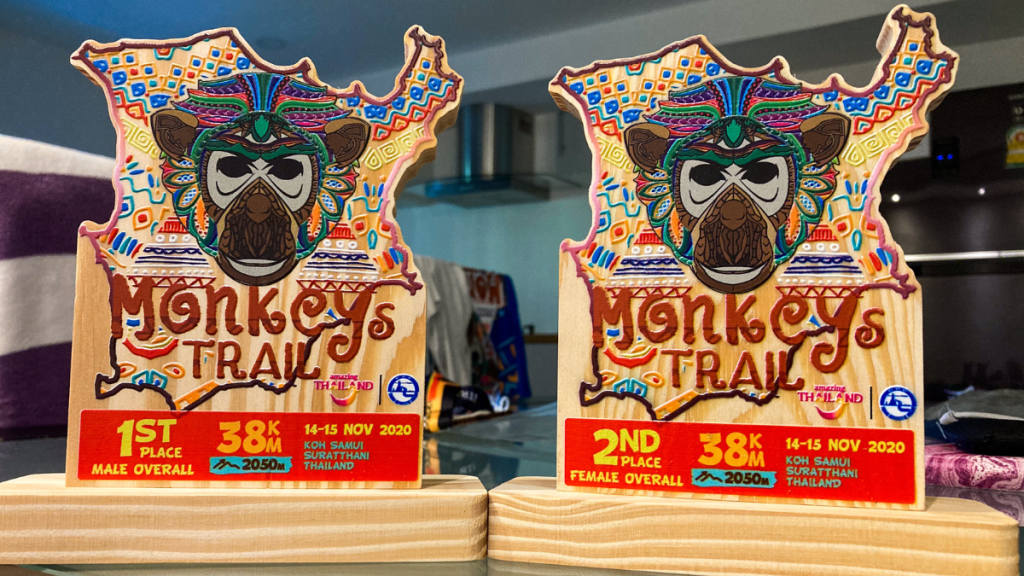 Monkeys
TRAIL
amazing
THAILAND
1ST
PLACE
MALE OVERALL
38KM
2050M
14-15 NOV 2020
KOH SAMUI
SURATTHANI
THAILAND
Monkeys
TRAIL
amazing
THAILAND
2ND
PLACE
FEMALE OVERALL
38KM
2050M
14-15 NOV 2020
KOH SAMUI
SURATTHANI
THAILAND